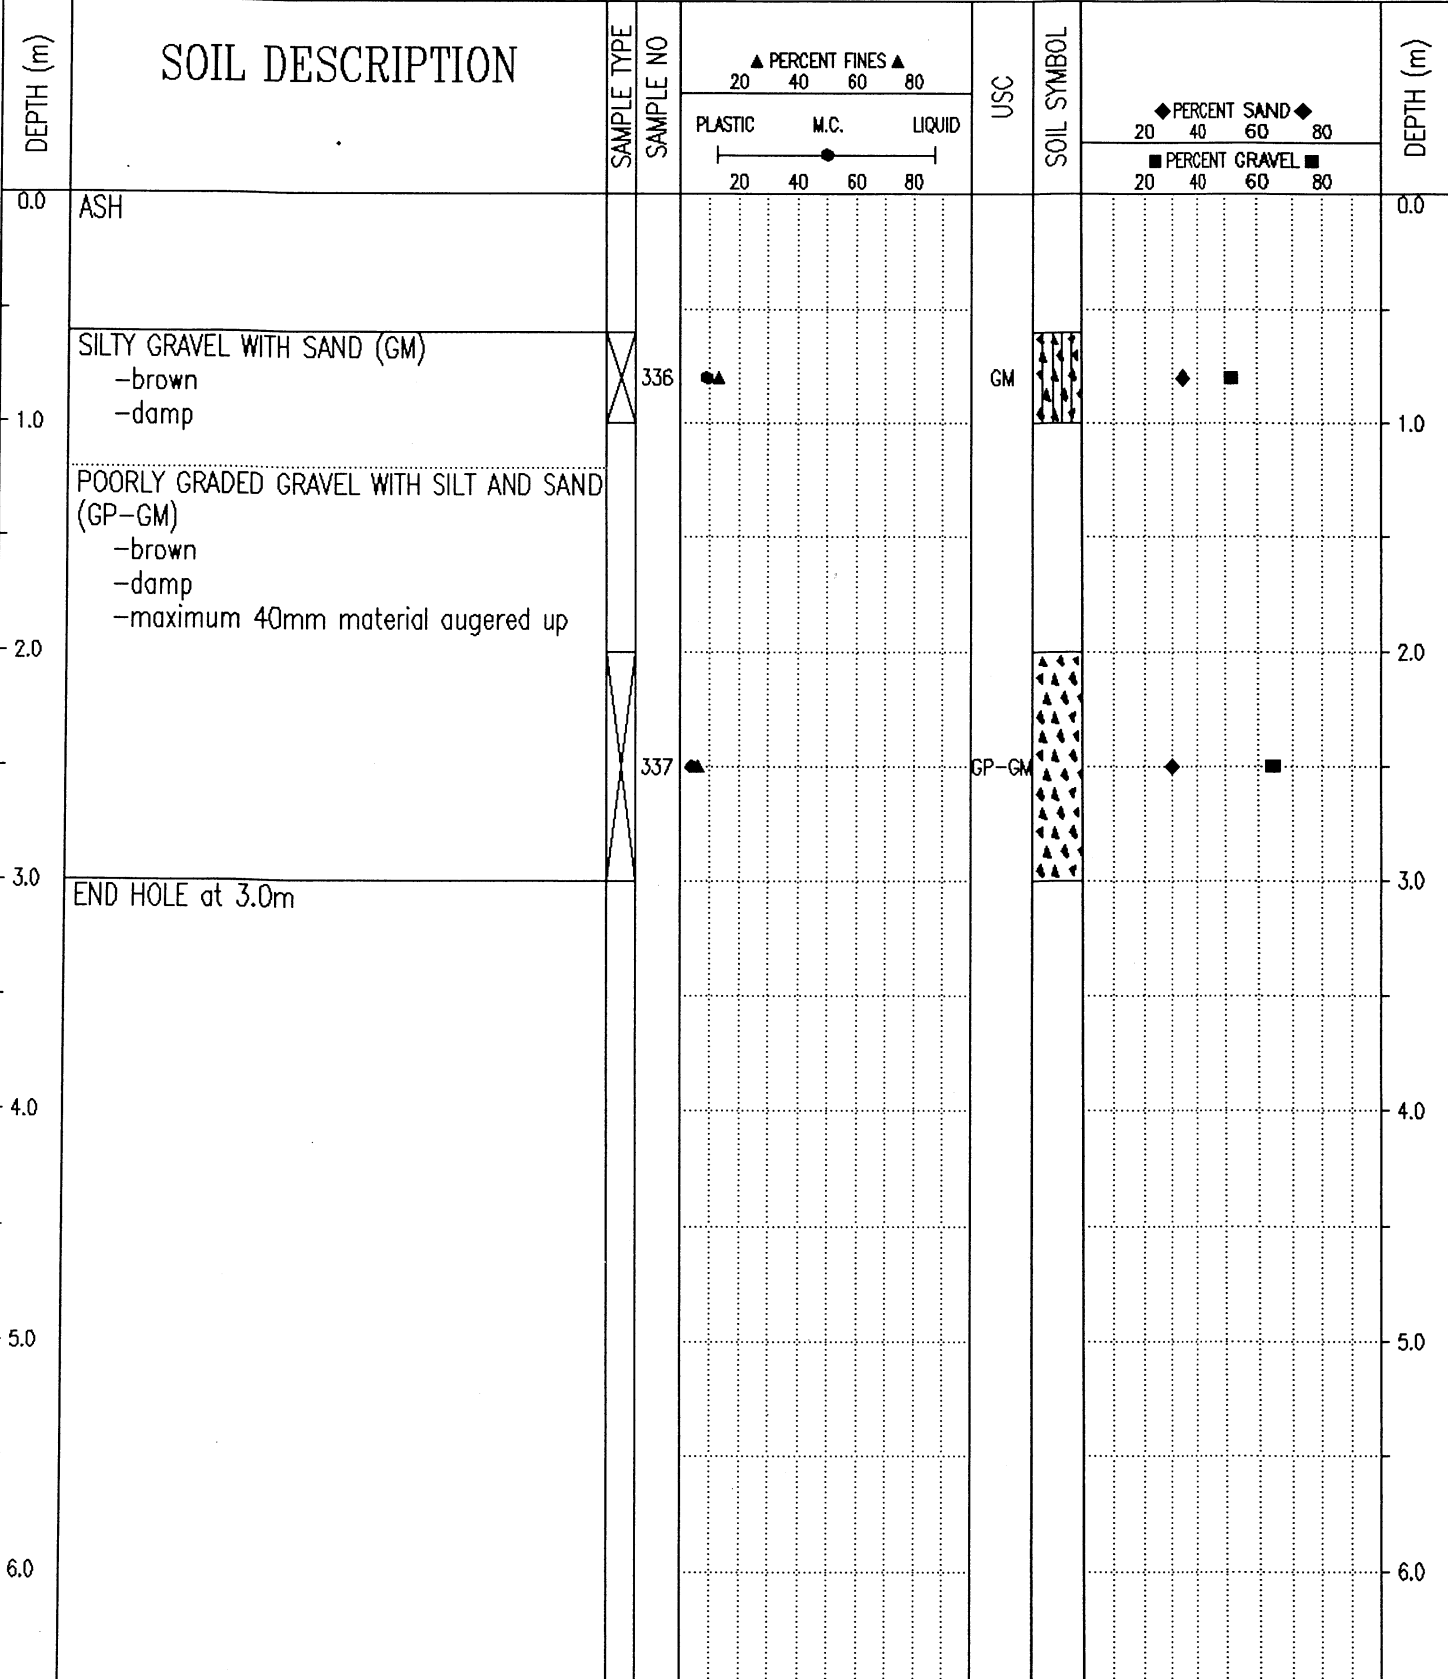 DEPTH (m)
SOIL DESCRIPTION
SAMPLE TYPE
SAMPLE NO
▲ PERCENT FINES ▲
20 40 60 80
PLASTIC M.C. LIQUID
20 40 60 80
USC
SOIL SYMBOL
◆PERCENT SAND◆
20 40 60 80
■PERCENT GRAVEL■
20 40 60 80
DEPTH (m)
0.0 ASH 0.0
SILTY GRAVEL WITH SAND (GM)
-brown 336 GM
1.0 -damp 1.0
POORLY GRADED GRAVEL WITH SILT AND SAND
(GP-GM)
-brown
-damp
-maximum 40mm material augered up
2.0 2.0
337 GP-GM
3.0 3.0
END HOLE at 3.0m
4.0 4.0
5.0 5.0
6.0 6.0